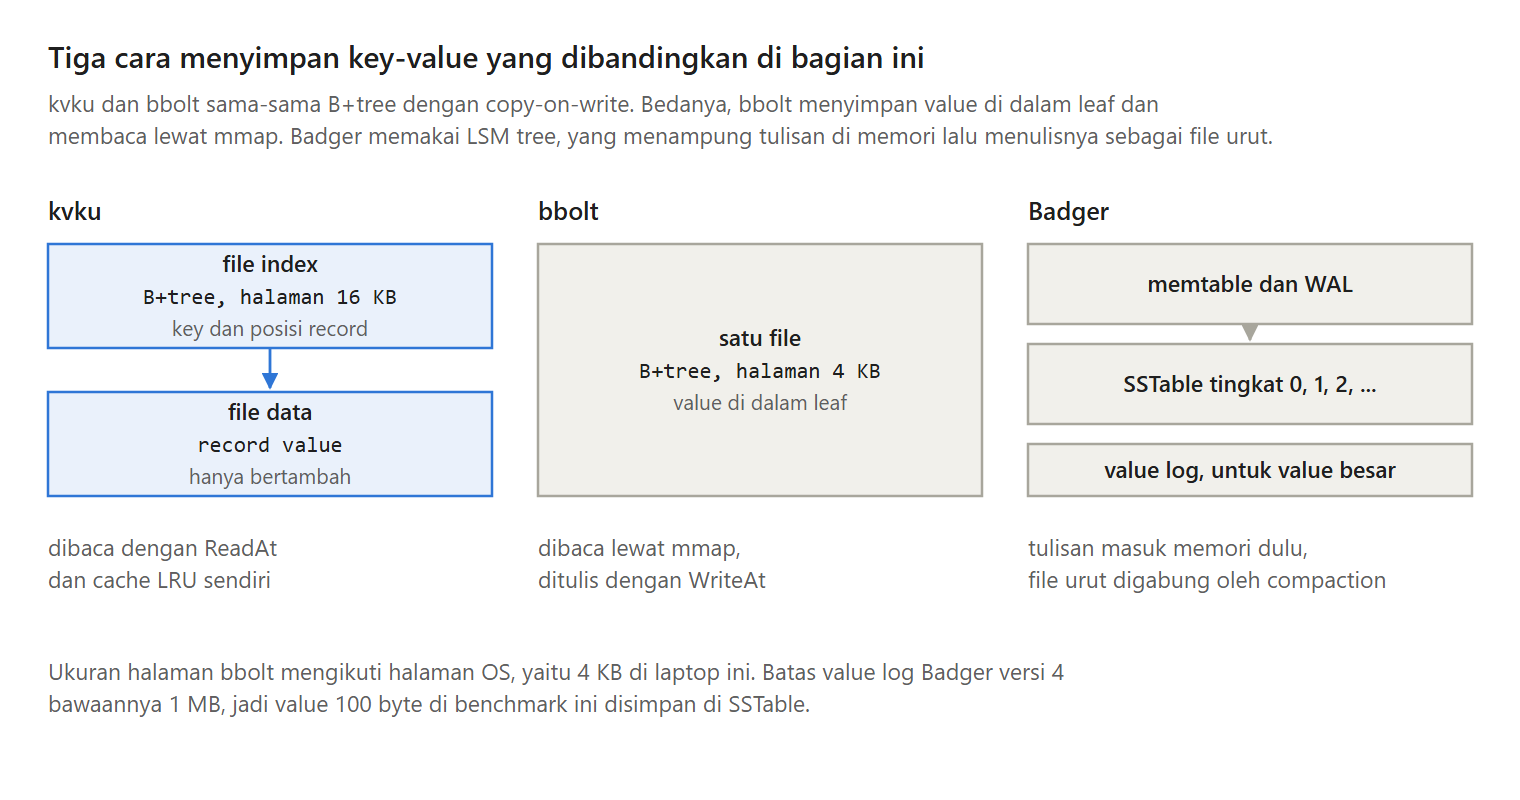 Tiga cara menyimpan key-value yang dibandingkan di bagian ini
kvku dan bbolt sama-sama B+tree dengan copy-on-write. Bedanya, bbolt menyimpan value di dalam leaf dan
membaca lewat mmap. Badger memakai LSM tree, yang menampung tulisan di memori lalu menulisnya sebagai file urut.
kvku
file index
B+tree, halaman 16 KB
key dan posisi record
file data
record value
hanya bertambah
dibaca dengan ReadAt
dan cache LRU sendiri
bbolt
satu file
B+tree, halaman 4 KB
value di dalam leaf
dibaca lewat mmap,
ditulis dengan WriteAt
Badger
memtable dan WAL
SSTable tingkat 0, 1, 2, ...
value log, untuk value besar
tulisan masuk memori dulu,
file urut digabung oleh compaction
Ukuran halaman bbolt mengikuti halaman OS, yaitu 4 KB di laptop ini. Batas value log Badger versi 4
bawaannya 1 MB, jadi value 100 byte di benchmark ini disimpan di SSTable.